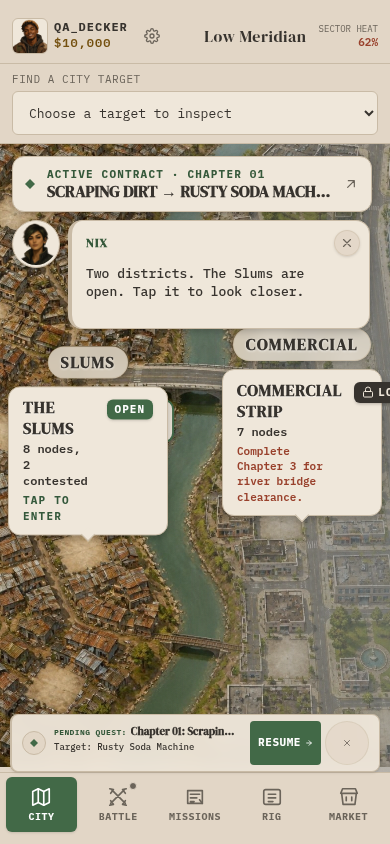 QA_DECKER
$10,000
Low Meridian
SECTOR HEAT
62%
FIND A CITY TARGET
Choose a target to inspect
ACTIVE CONTRACT · CHAPTER 01
SCRAPING DIRT → RUSTY SODA MACH...
NIX
Two districts. The Slums are
open. Tap it to look closer.
COMMERCIAL
SLUMS
THE
SLUMS
OPEN
8 nodes,
2
contested
TAP TO
ENTER
COMMERCIAL
STRIP
LO
7 nodes
Complete
Chapter 3 for
river bridge
clearance.
PENDING QUEST: Chapter 01: Scrapin...
Target: Rusty Soda Machine
RESUME →
CITY
BATTLE
MISSIONS
RIG
MARKET